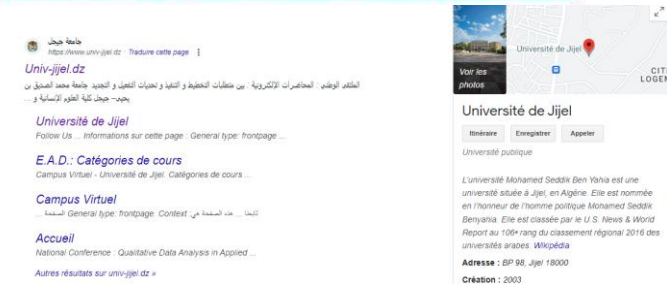 جامعة جيجل
https://www.univ-jijel.dz · Traduire cette page
Univ-jijel.dz
الملتقى الوطني : المحاضرات الإلكترونية : بين متطلبات التخطيط و التنفيذ و تحديات التفعيل و التجديد جامعة محمد الصديق بن
يحيى – جيجل كلية العلوم الإنسانية و ...
Université de Jijel
Follow Us ... Informations sur cette page : General type: frontpage ...
E.A.D.: Catégories de cours
Campus Virtuel - Université de Jijel. Catégories de cours ...
Campus Virtuel
تابعنا ... هذه الصفحة هي: General type: frontpage. Context الصفحة ...
Accueil
National Conference : Qualitative Data Analysis in Applied ...
Autres résultats sur univ-jijel.dz »
Voir les
photos
Université de Jijel
CIT
LOGEM
Université de Jijel
Itinéraire Enregistrer Appeler
Université publique
L'université Mohamed Seddik Ben Yahia est une
université située à Jijel, en Algérie. Elle est nommée
en l'honneur de l'homme politique Mohamed Seddik
Benyahia. Elle est classée par le U.S. News & World
Report au 106ᵉ rang du classement régional 2016 des
universités arabes. Wikipédia
Adresse : BP 98, Jijel 18000
Création : 2003